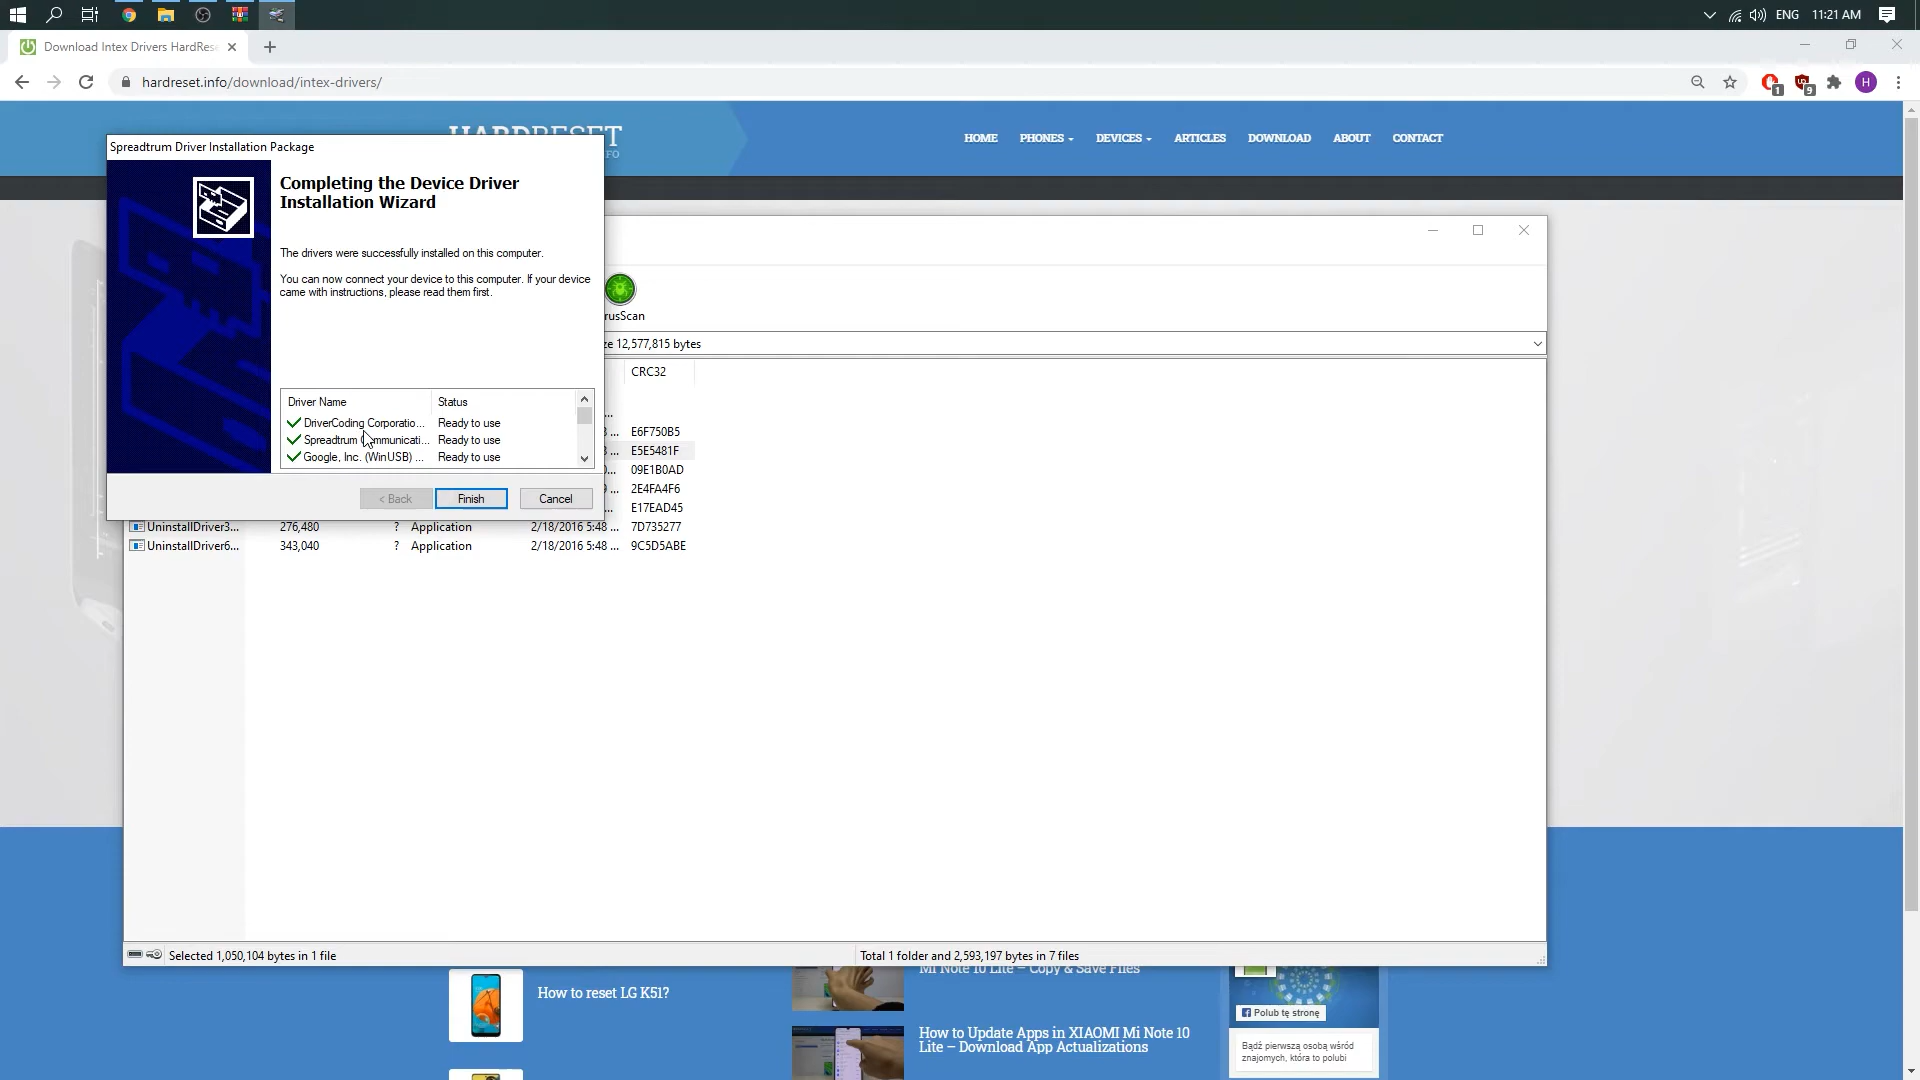 ENG
11:21 AM
Download Intex Drivers HardRese
hardreset.info/download/intex-drivers/
1
9
H
HARDRESET
FO
HOME
PHONES
DEVICES
ARTICLES
DOWNLOAD
ABOUT
CONTACT
Spreadtrum Driver Installation Package
Completing the Device Driver
Installation Wizard
The drivers were successfully installed on this computer.
You can now connect your device to this computer. If your device
came with instructions, please read them first.
Driver Name Status
DriverCoding Corporatio... Ready to use
Spreadtrum Communicati... Ready to use
Google, Inc. (WinUSB) ... Ready to use
< Back
Finish
Cancel
rusScan
ze 12,577,815 bytes
CRC32
...
... E6F750B5
... E5E5481F
... 09E1B0AD
... 2E4FA4F6
E17EAD45
UninstallDriver3... 276,480 ? Application 2/18/2016 5:48 ... 7D735277
UninstallDriver6... 343,040 ? Application 2/18/2016 5:48 ... 9C5D5ABE
Selected 1,050,104 bytes in 1 file
Total 1 folder and 2,593,197 bytes in 7 files
How to reset LG K51?
Mi Note 10 Lite – Copy & Save Files
How to Update Apps in XIAOMI Mi Note 10
Lite – Download App Actualizations
Polub tę stronę
Bądź pierwszą osobą wśród
znajomych, która to polubi